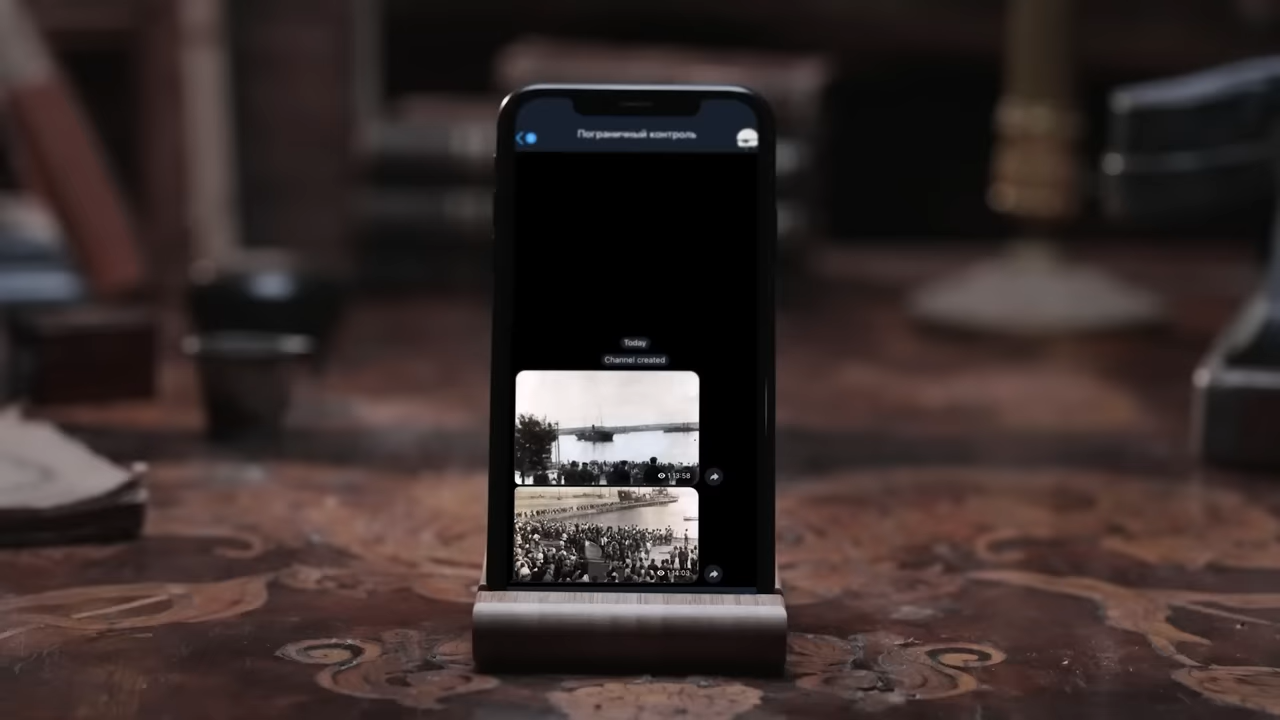 Пограничный контроль
Today
Channel created
1 13:58
1 14:03